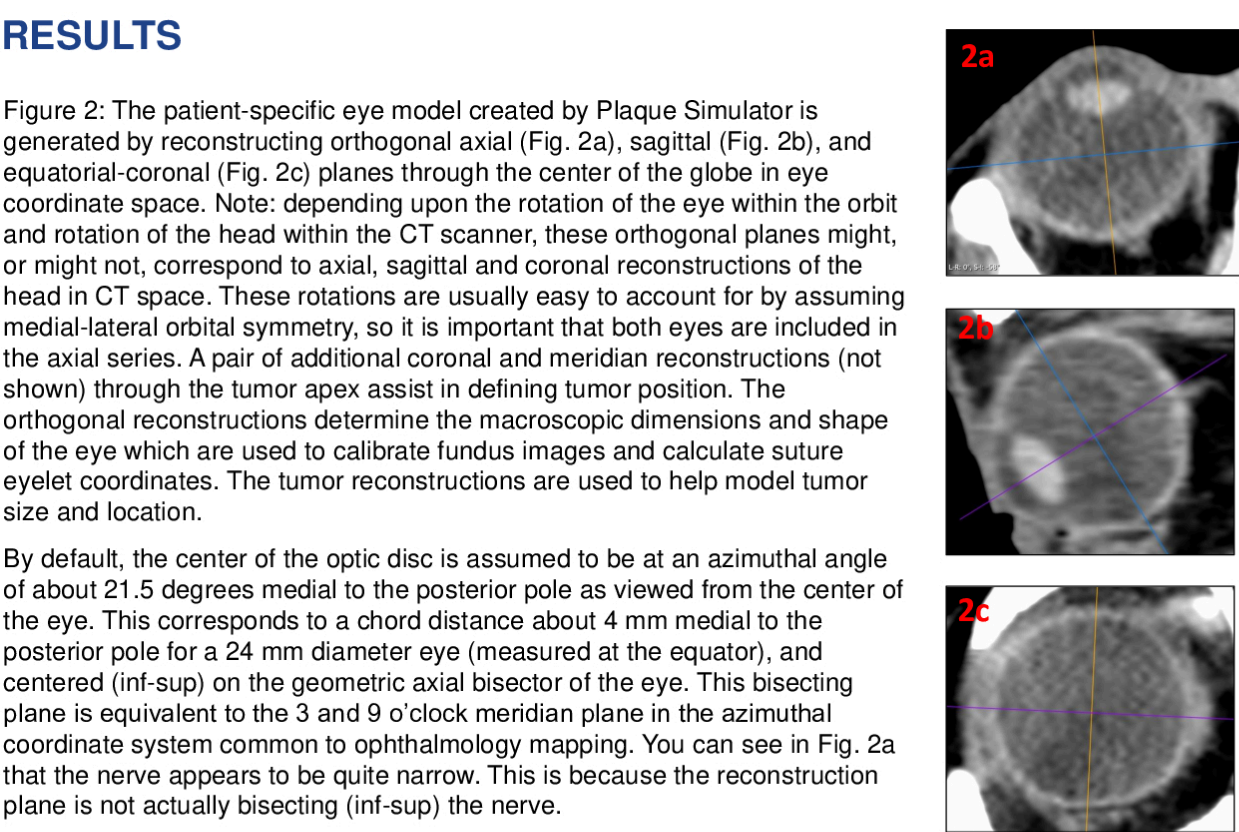 RESULTS
Figure 2: The patient-specific eye model created by Plaque Simulator is
generated by reconstructing orthogonal axial (Fig. 2a), sagittal (Fig. 2b), and
equatorial-coronal (Fig. 2c) planes through the center of the globe in eye
coordinate space. Note: depending upon the rotation of the eye within the orbit
and rotation of the head within the CT scanner, these orthogonal planes might,
or might not, correspond to axial, sagittal and coronal reconstructions of the
head in CT space. These rotations are usually easy to account for by assuming
medial-lateral orbital symmetry, so it is important that both eyes are included in
the axial series. A pair of additional coronal and meridian reconstructions (not
shown) through the tumor apex assist in defining tumor position. The
orthogonal reconstructions determine the macroscopic dimensions and shape
of the eye which are used to calibrate fundus images and calculate suture
eyelet coordinates. The tumor reconstructions are used to help model tumor
size and location.
By default, the center of the optic disc is assumed to be at an azimuthal angle
of about 21.5 degrees medial to the posterior pole as viewed from the center of
the eye. This corresponds to a chord distance about 4 mm medial to the
posterior pole for a 24 mm diameter eye (measured at the equator), and
centered (inf-sup) on the geometric axial bisector of the eye. This bisecting
plane is equivalent to the 3 and 9 o’clock meridian plane in the azimuthal
coordinate system common to ophthalmology mapping. You can see in Fig. 2a
that the nerve appears to be quite narrow. This is because the reconstruction
plane is not actually bisecting (inf-sup) the nerve.
2a
2b
2c